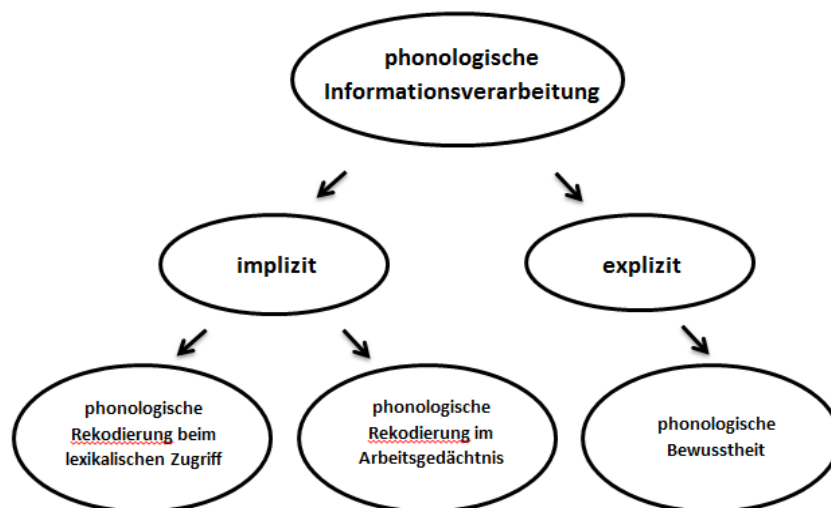 phonologische
Informationsverarbeitung
implizit
explizit
phonologische
Rekodierung beim
lexikalischen Zugriff
phonologische
Rekodierung im
Arbeitsgedächtnis
phonologische
Bewusstheit